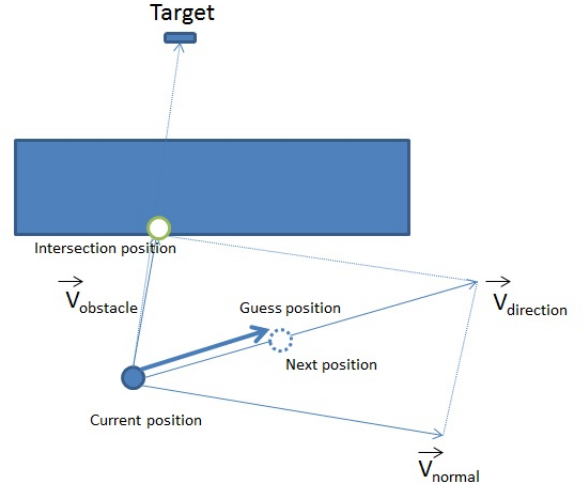 Target
Intersection position
V obstacle
Guess position
V direction
Next position
Current position
V normal